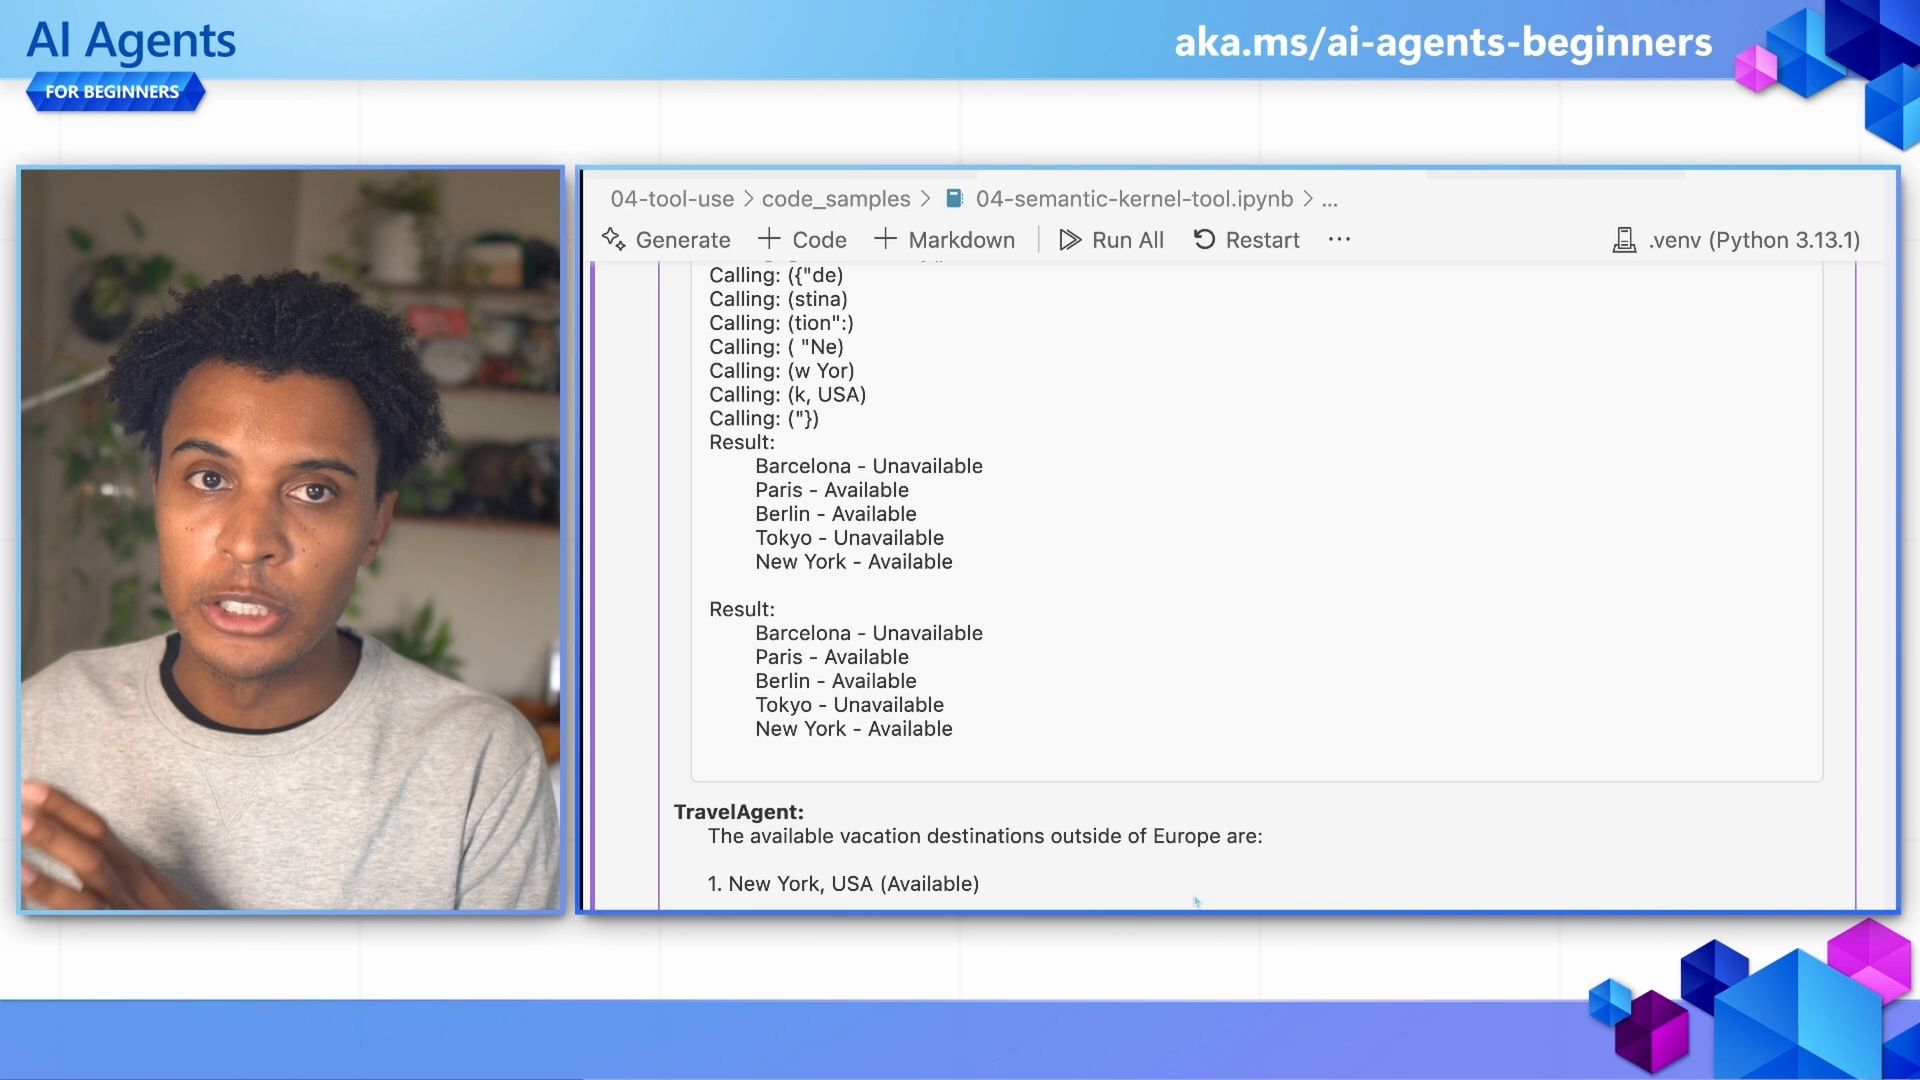 AI Agents
FOR BEGINNERS
aka.ms/ai-agents-beginners
04-tool-use > code_samples > 04-semantic-kernel-tool.ipynb > ...
Generate + Code + Markdown | Run All Restart ...
.venv (Python 3.13.1)
Calling: ({"de)
Calling: (stina)
Calling: (tion":)
Calling: ( "Ne)
Calling: (w Yor)
Calling: (k, USA)
Calling: ("})
Result:
Barcelona - Unavailable
Paris - Available
Berlin - Available
Tokyo - Unavailable
New York - Available
Result:
Barcelona - Unavailable
Paris - Available
Berlin - Available
Tokyo - Unavailable
New York - Available
TravelAgent:
The available vacation destinations outside of Europe are:
1. New York, USA (Available)